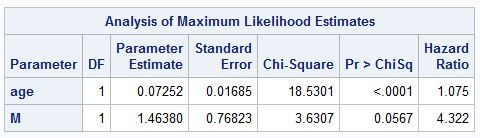 Analysis of Maximum Likelihood Estimates
Parameter DF Parameter Estimate Standard Error Chi-Square Pr > ChiSq Hazard Ratio
age 1 0.07252 0.01685 18.5301 <.0001 1.075
M 1 1.46380 0.76823 3.6307 0.0567 4.322